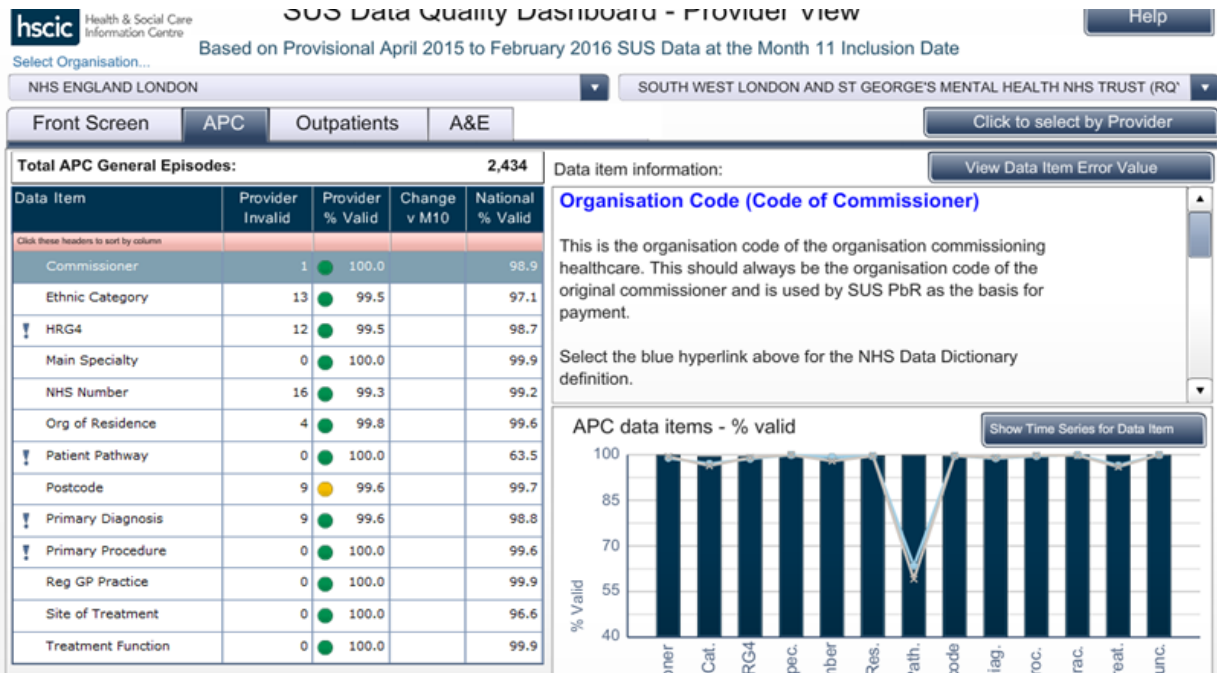 hscic Health & Social Care
Information Centre
SUS Data Quality Dashboard - Provider View
Help
Based on Provisional April 2015 to February 2016 SUS Data at the Month 11 Inclusion Date
Select Organisation...
NHS ENGLAND LONDON
SOUTH WEST LONDON AND ST GEORGE'S MENTAL HEALTH NHS TRUST (RQ
Front Screen APC Outpatients A&E
Click to select by Provider
Total APC General Episodes: 2,434
Data item information:
View Data Item Error Value
Data Item Provider Invalid Provider % Valid Change v M10 National % Valid
Click these headers to sort by column
Commissioner 1 100.0 98.9
Ethnic Category 13 99.5 97.1
! HRG4 12 99.5 98.7
Main Specialty 0 100.0 99.9
NHS Number 16 99.3 99.2
Org of Residence 4 99.8 99.6
! Patient Pathway 0 100.0 63.5
Postcode 9 99.6 99.7
! Primary Diagnosis 9 99.6 98.8
! Primary Procedure 0 100.0 99.6
Reg GP Practice 0 100.0 99.9
Site of Treatment 0 100.0 96.6
Treatment Function 0 100.0 99.9
Organisation Code (Code of Commissioner)
This is the organisation code of the organisation commissioning
healthcare. This should always be the organisation code of the
original commissioner and is used by SUS PbR as the basis for
payment.
Select the blue hyperlink above for the NHS Data Dictionary
definition.
APC data items - % valid
Show Time Series for Data Item
% Valid
100
85
70
55
40
oner
Cat.
RG4
pec.
nber
Res.
Path.
ode
iag.
roc.
rac.
reat.
unc.